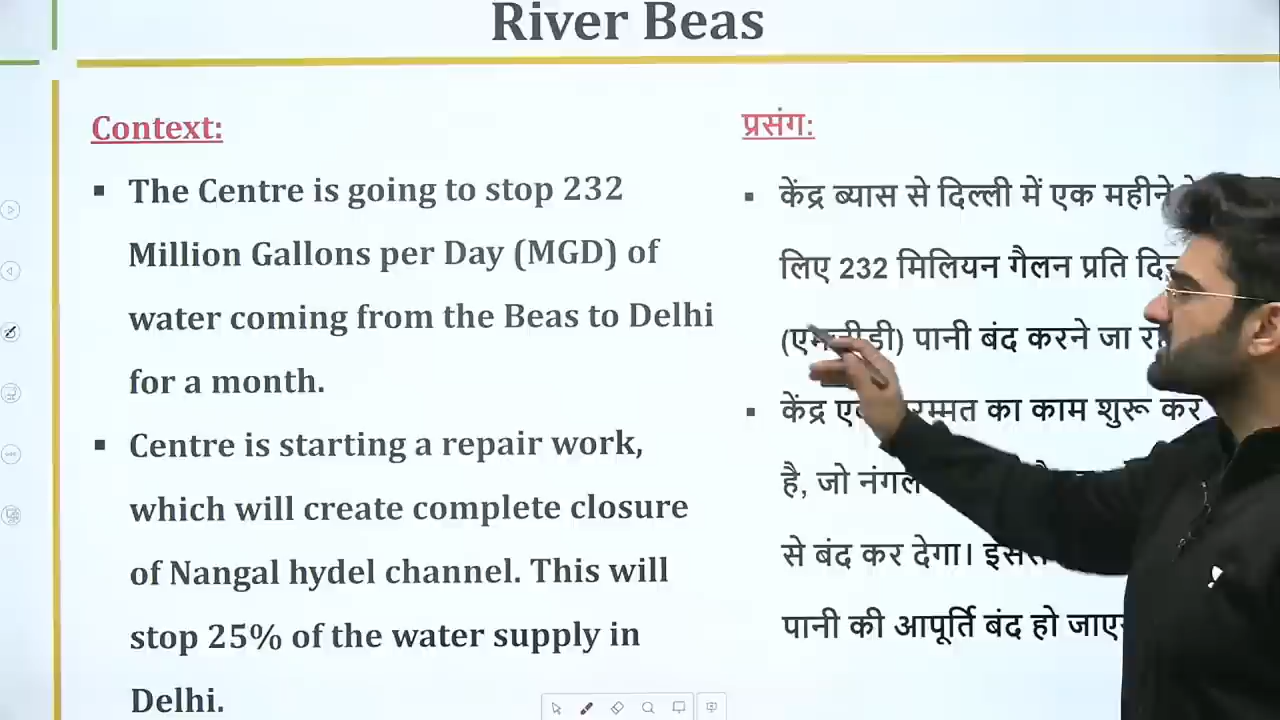 River Beas
Context:
▪ The Centre is going to stop 232
Million Gallons per Day (MGD) of
water coming from the Beas to Delhi
for a month.
▪ Centre is starting a repair work,
which will create complete closure
of Nangal hydel channel. This will
stop 25% of the water supply in
Delhi.
प्रसंग:
▪ केंद्र ब्यास से दिल्ली में एक महीने
लिए 232 मिलियन गैलन प्रति
(एमजीडी) पानी बंद करने जा
▪ केंद्र काम शुरू कर
है, जो नंगल
से बंद कर देगा।
पानी की आपूर्ति बंद हो